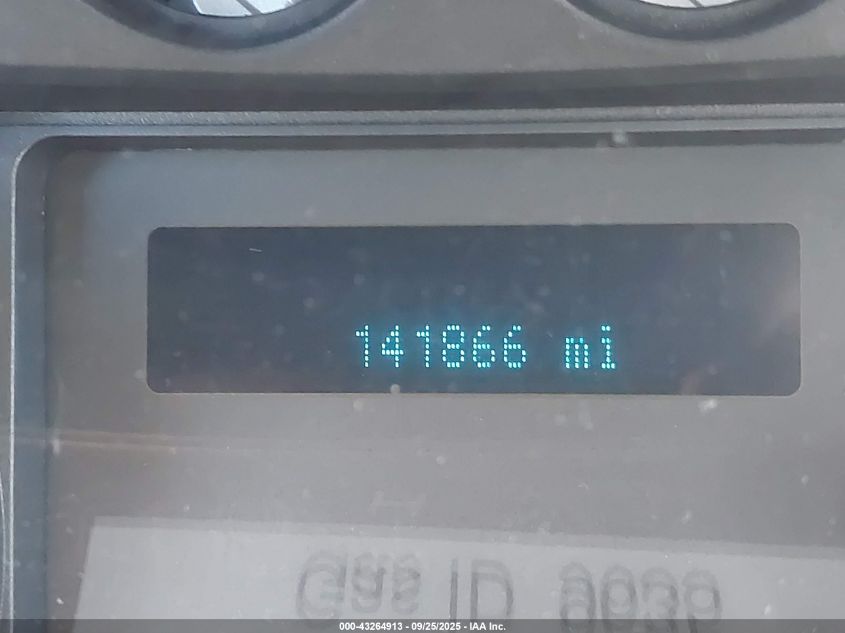 141866 mi
Gas ID
000-43264913 - 09/25/2025 - IAA Inc.